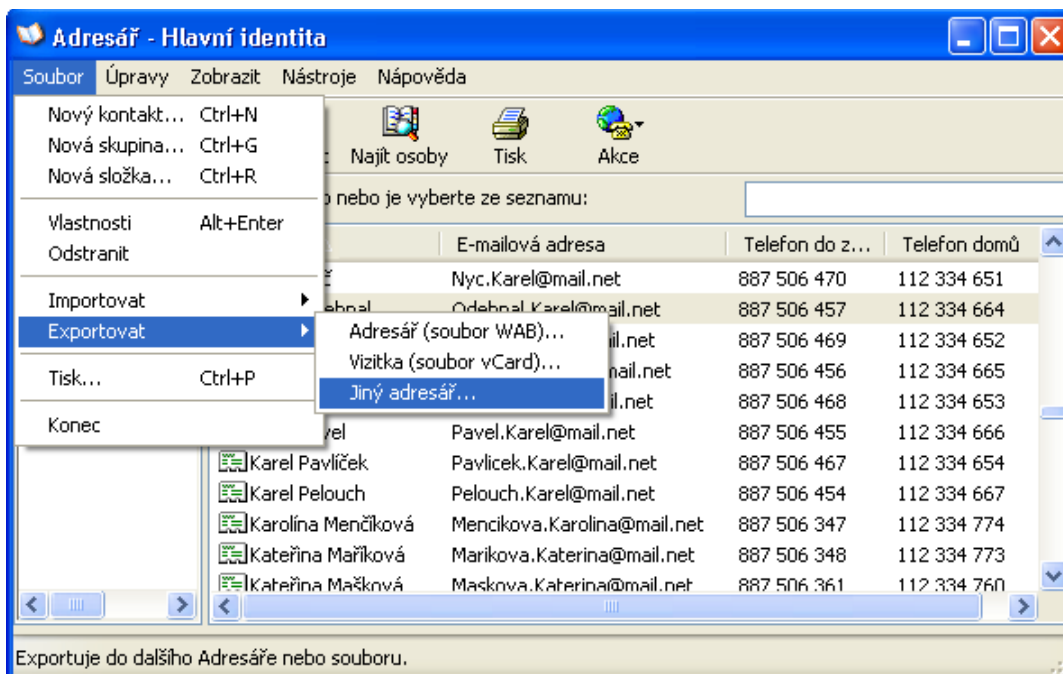 Adresář - Hlavní identita
Soubor Úpravy Zobrazit Nástroje Nápověda
Nový kontakt... Ctrl+N
Nová skupina... Ctrl+G
Nová složka... Ctrl+R
Vlastnosti Alt+Enter
Odstranit
Importovat
Exportovat
Tisk... Ctrl+P
Konec
Adresář (soubor WAB)...
Vizitka (soubor vCard)...
Jiný adresář...
Najít osoby Tisk Akce
nebo je vyberte ze seznamu:
E-mailová adresa Telefon do z... Telefon domů
Nyc.Karel@mail.net 887 506 470 112 334 651
Odehnal.Karel@mail.net 887 506 457 112 334 664
887 506 469 112 334 652
887 506 456 112 334 665
887 506 468 112 334 653
Pavel.Karel@mail.net 887 506 455 112 334 666
Karel Pavlíček Pavlicek.Karel@mail.net 887 506 467 112 334 654
Karel Pelouch Pelouch.Karel@mail.net 887 506 454 112 334 667
Karolína Menčíková Mencikova.Karolina@mail.net 887 506 347 112 334 774
Kateřina Maříková Marikova.Katerina@mail.net 887 506 348 112 334 773
Kateřina Mašková Maskova.Katerina@mail.net 887 506 361 112 334 760
Exportuje do dalšího Adresáře nebo souboru.